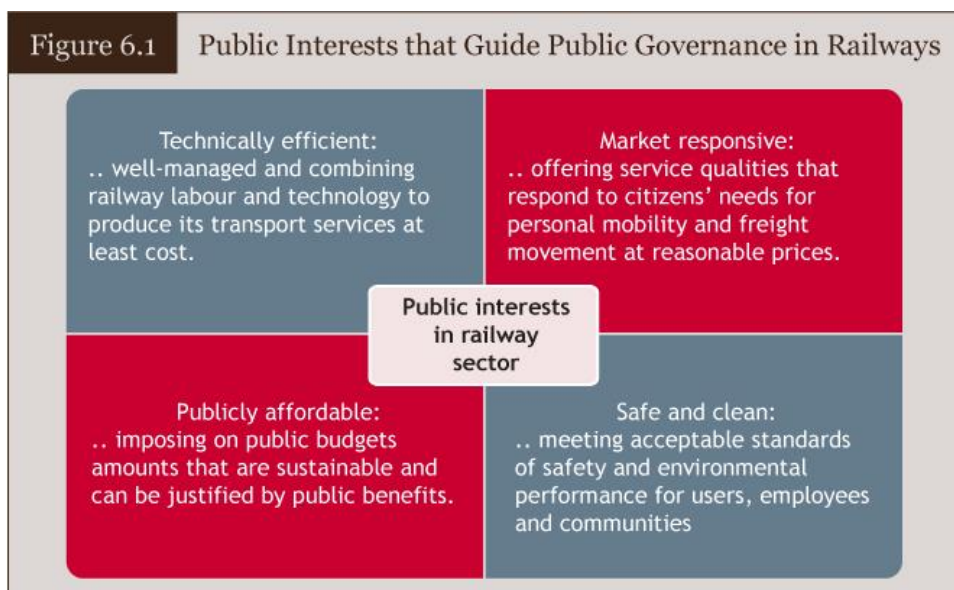 Figure 6.1
Public Interests that Guide Public Governance in Railways
Technically efficient:
.. well-managed and combining
railway labour and technology to
produce its transport services at
least cost.
Market responsive:
.. offering service qualities that
respond to citizens’ needs for
personal mobility and freight
movement at reasonable prices.
Public interests
in railway
sector
Publicly affordable:
.. imposing on public budgets
amounts that are sustainable and
can be justified by public benefits.
Safe and clean:
.. meeting acceptable standards
of safety and environmental
performance for users, employees
and communities